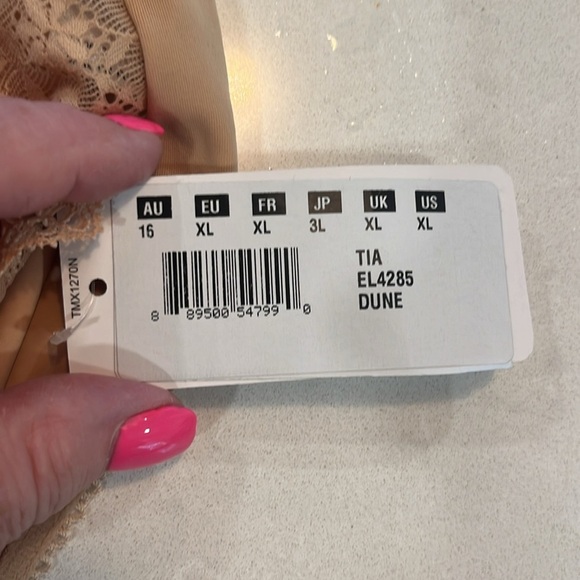 AU EU FR JP UK US
16 XL XL 3L XL XL
TIA
EL4285
DUNE
8 89500 54799 0
TMX1270N